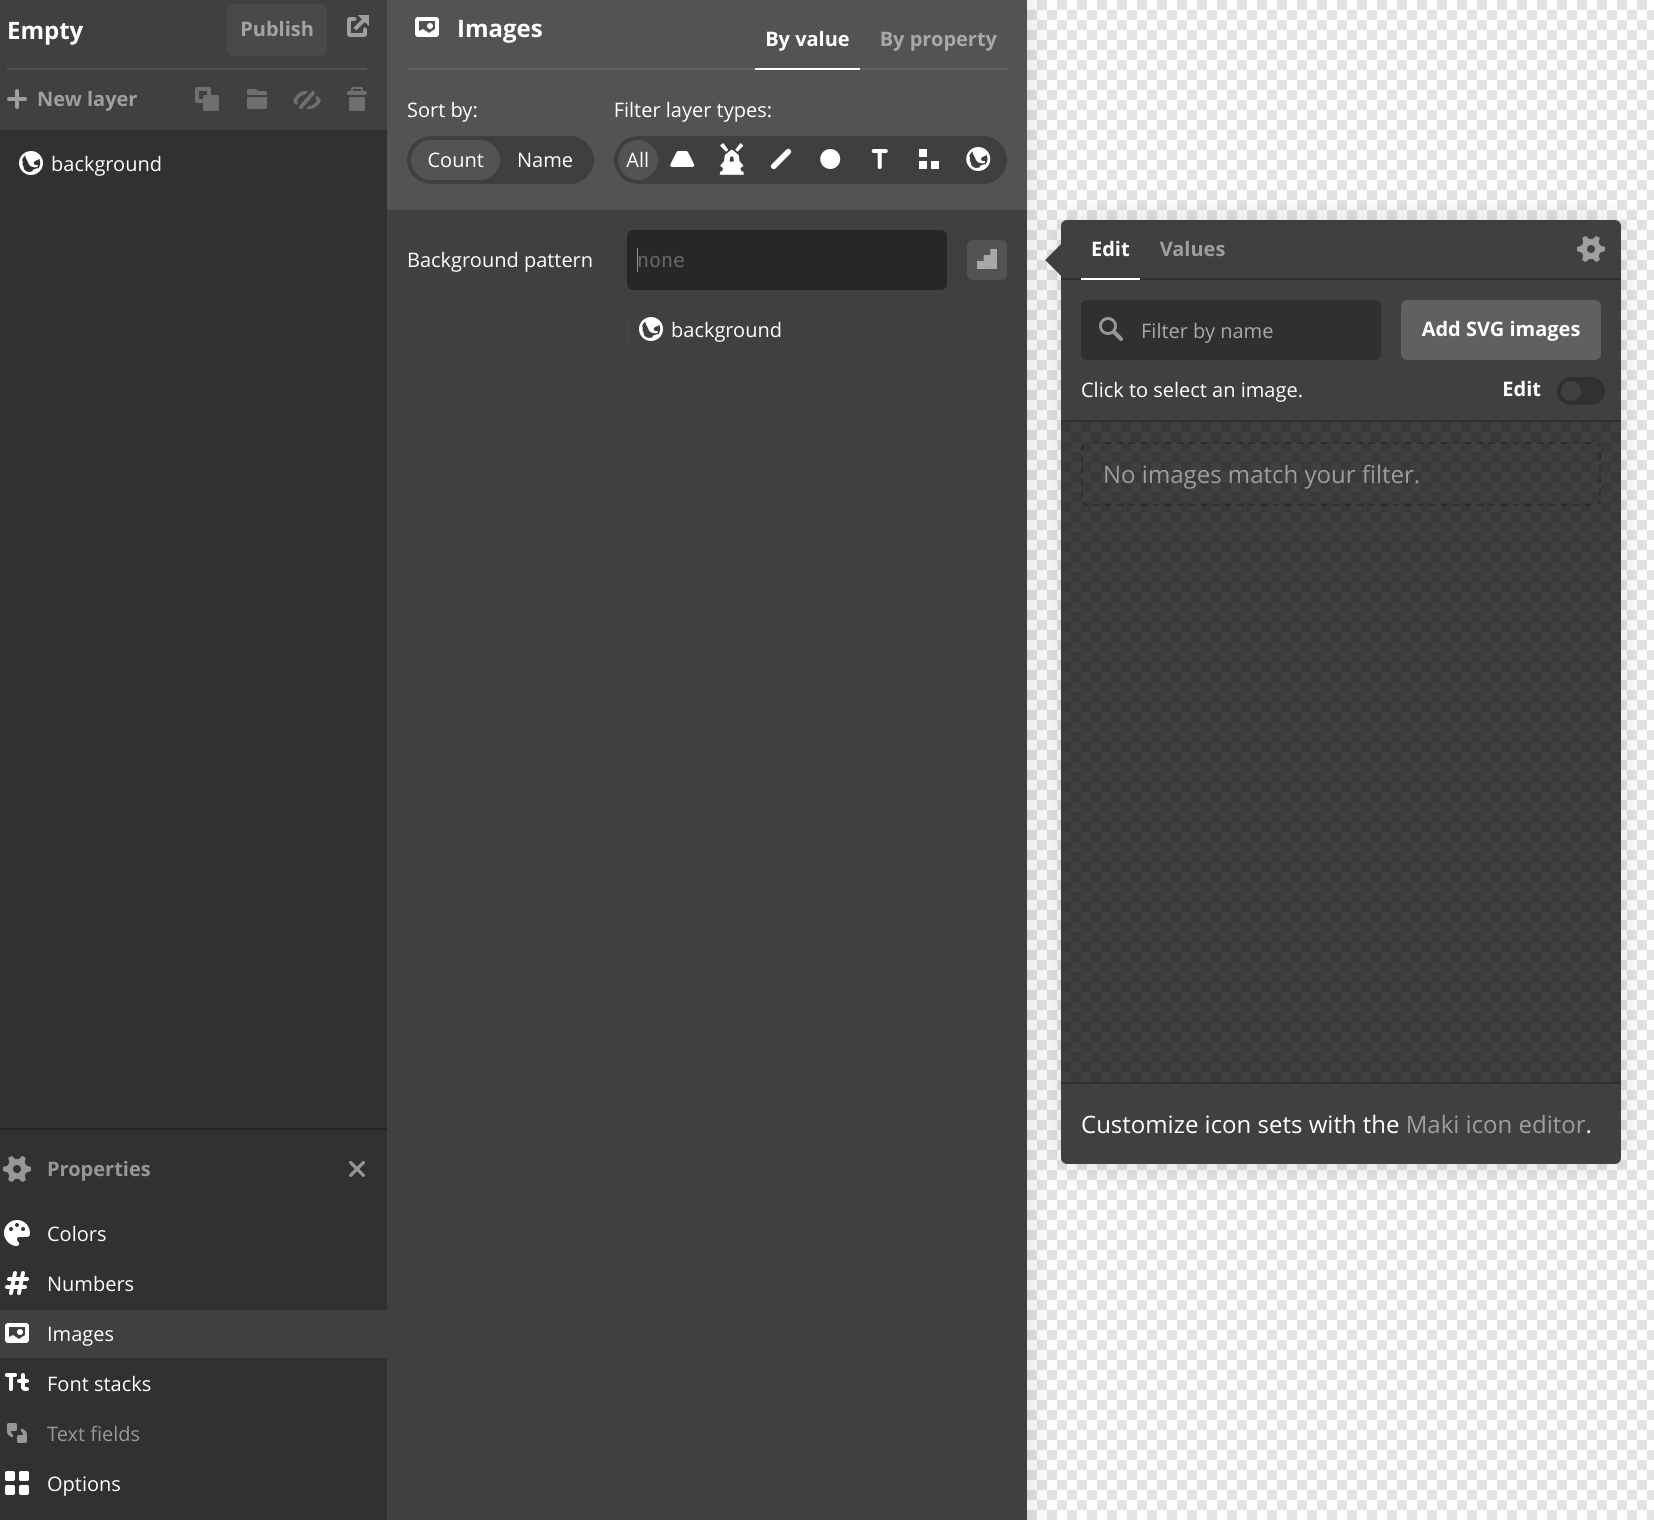 Empty
Publish
New layer
background
Properties
Colors
Numbers
Images
Font stacks
Text fields
Options
Images
By value
By property
Sort by:
Filter layer types:
Count
Name
All
Background pattern
none
background
Edit
Values
Filter by name
Add SVG images
Click to select an image.
Edit
No images match your filter.
Customize icon sets with the Maki icon editor.